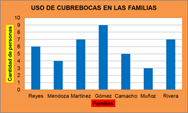 USO DE CUBREBOCAS EN LAS FAMILIAS
Cantidad de personas
10
9
8
7
6
5
4
3
2
1
0
Reyes Mendoza Martínez Gómez Camacho Muñoz Rivera
Familias